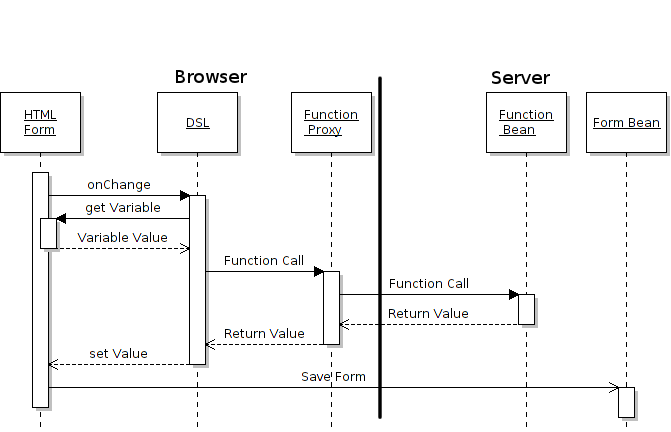 Browser
Server
HTML
Form
DSL
Function
Proxy
Function
Bean
Form Bean
onChange
get Variable
Variable Value
Function Call
Function Call
Return Value
Return Value
set Value
Save Form